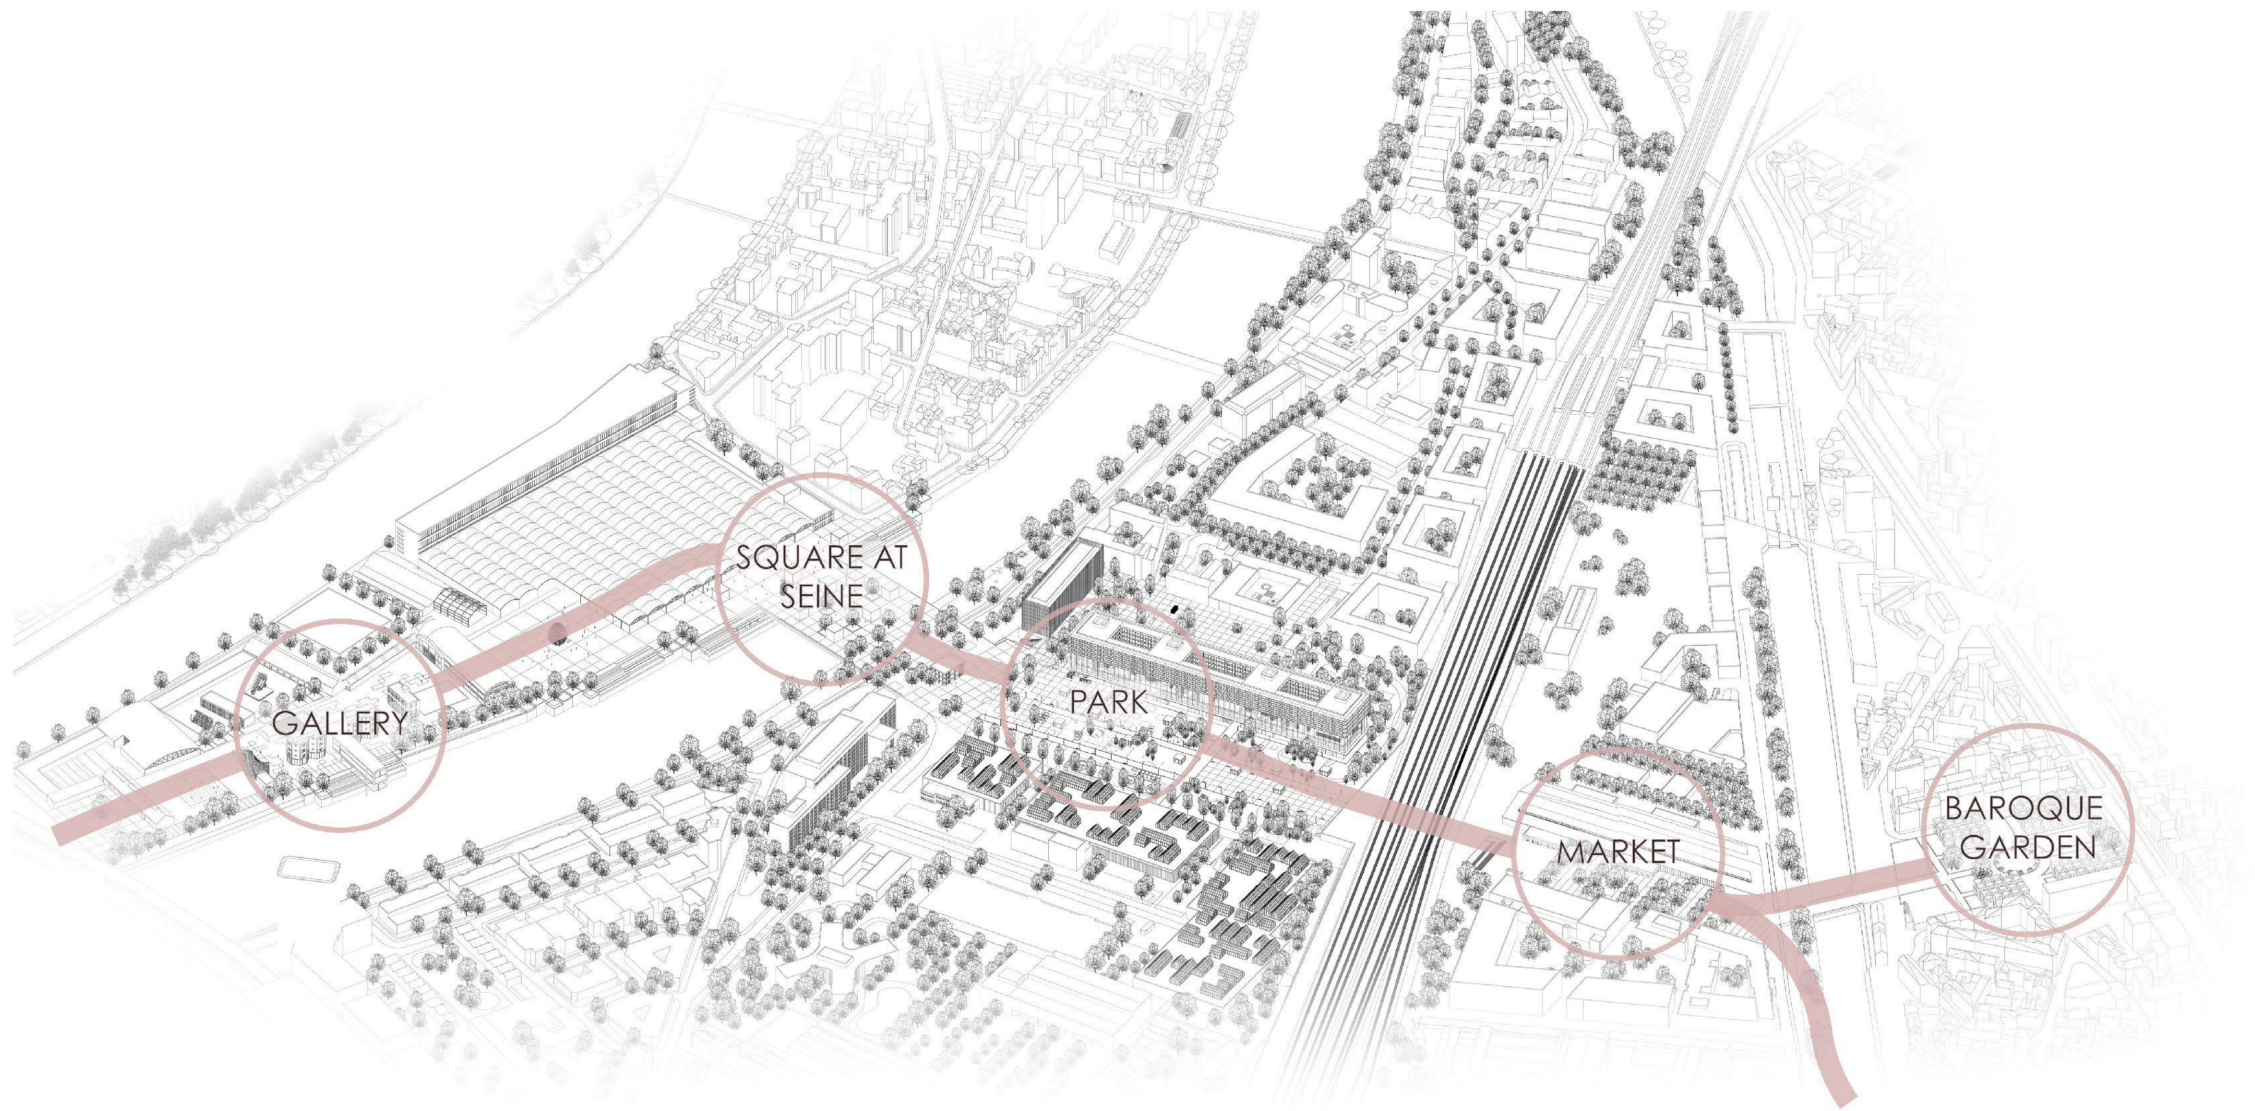 GALLERY
SQUARE AT
SEINE
PARK
MARKET
BAROQUE
GARDEN